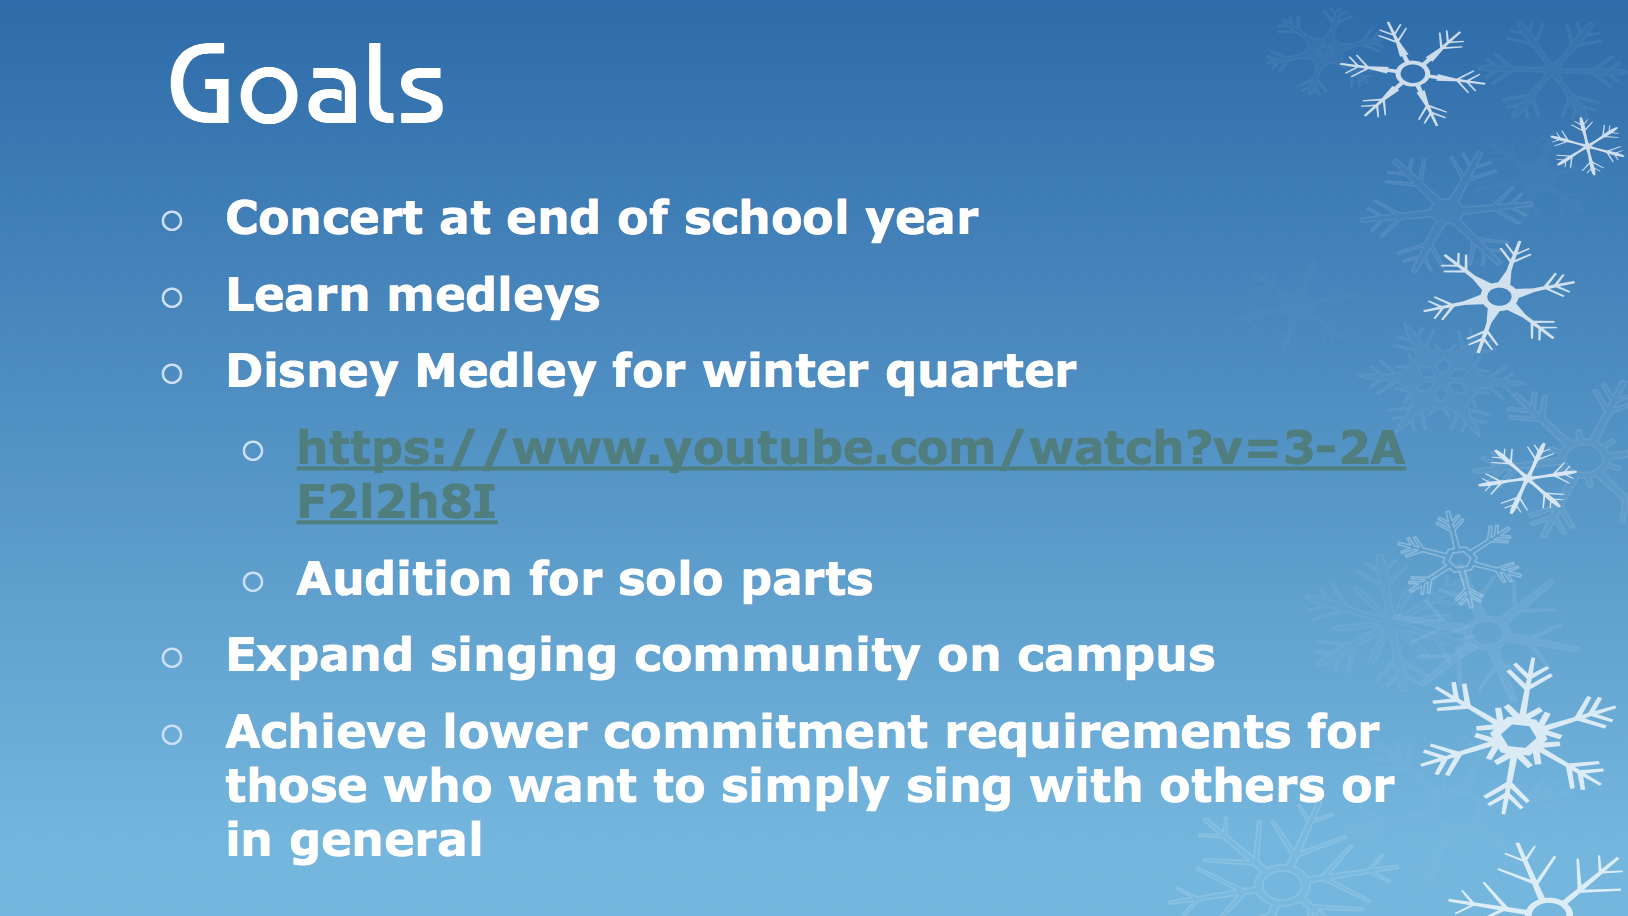 Goals
Concert at end of school year
Learn medleys
Disney Medley for winter quarter
https://www.youtube.com/watch?v=3-2A
F2l2h8I
Audition for solo parts
Expand singing community on campus
Achieve lower commitment requirements for
those who want to simply sing with others or
in general